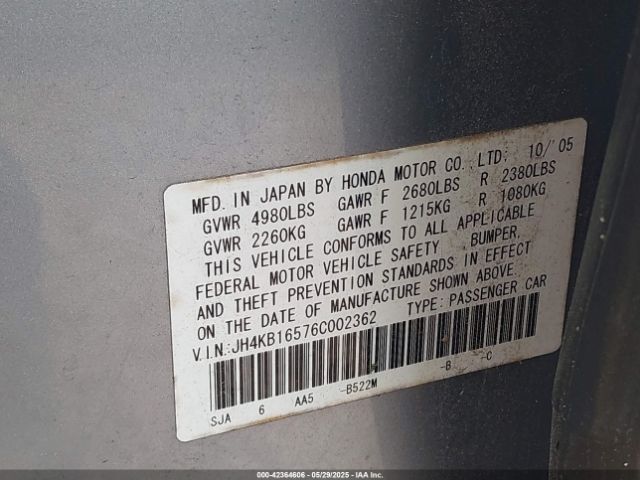 MFD. IN JAPAN BY HONDA MOTOR CO., LTD. 10/'05
GVWR 4980LBS GAWR F 2680LBS R 2380LBS
GVWR 2260KG GAWR F 1215KG R 1080KG
THIS VEHICLE CONFORMS TO ALL APPLICABLE
FEDERAL MOTOR VEHICLE SAFETY, BUMPER,
AND THEFT PREVENTION STANDARDS IN EFFECT
ON THE DATE OF MANUFACTURE SHOWN ABOVE.
V.I.N.:JH4KB16576C002362 TYPE: PASSENGER CAR
SJA 6 AA5 -B522M -B -C
000-42364606 - 05/29/2025 - IAA Inc.